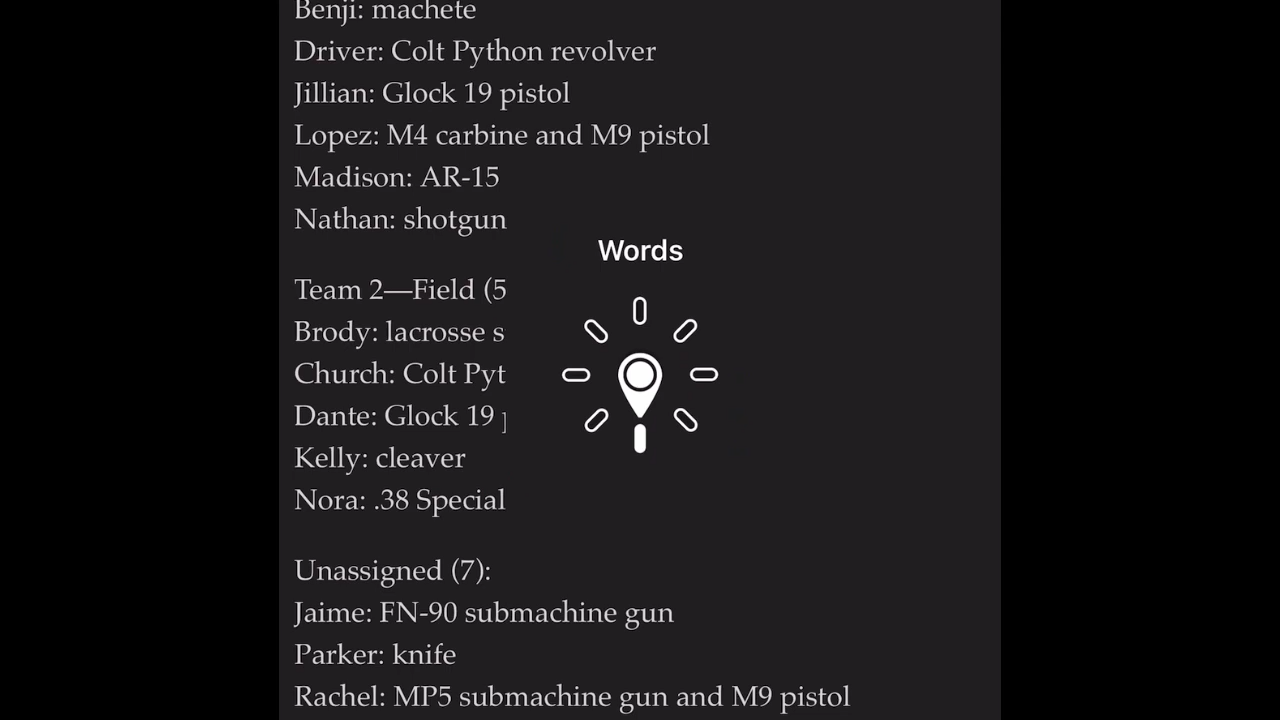 Benji: machete
Driver: Colt Python revolver
Jillian: Glock 19 pistol
Lopez: M4 carbine and M9 pistol
Madison: AR-15
Nathan: shotgun
Words
Team 2—Field (5
Brody: lacrosse
Church: Colt
Dante: Glock 19
Kelly: cleaver
Nora: .38 Special
Unassigned (7):
Jaime: FN-90 submachine gun
Parker: knife
Rachel: MP5 submachine gun and M9 pistol